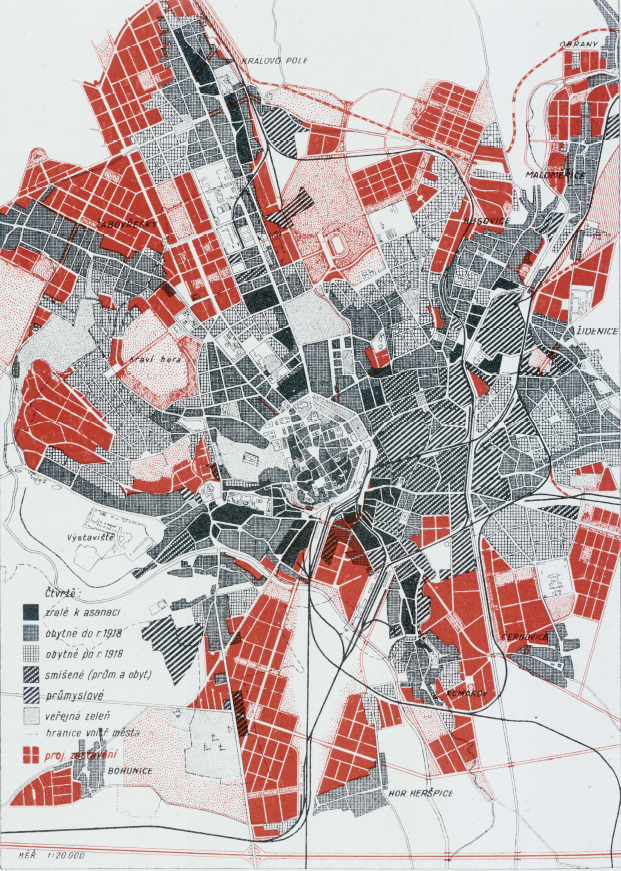 KRÁLOVO POLE
OBŘANY
MALOMĚŘICE
HUSOVICE
ŽABOVŘESKY
ŽIDENICE
Kraví hora
Výstaviště
Čtvrtě:
zralé k asanaci
obytné do r. 1918
obytné po r. 1918
smíšené (prům. a obyt)
průmyslové
veřejná zeleň
hranice vnitř města
proj. zastavění
ČERNOVICE
KOMÁROV
BOHUNICE
HOR HERŠPICE
MĚŘ. 1:20.000